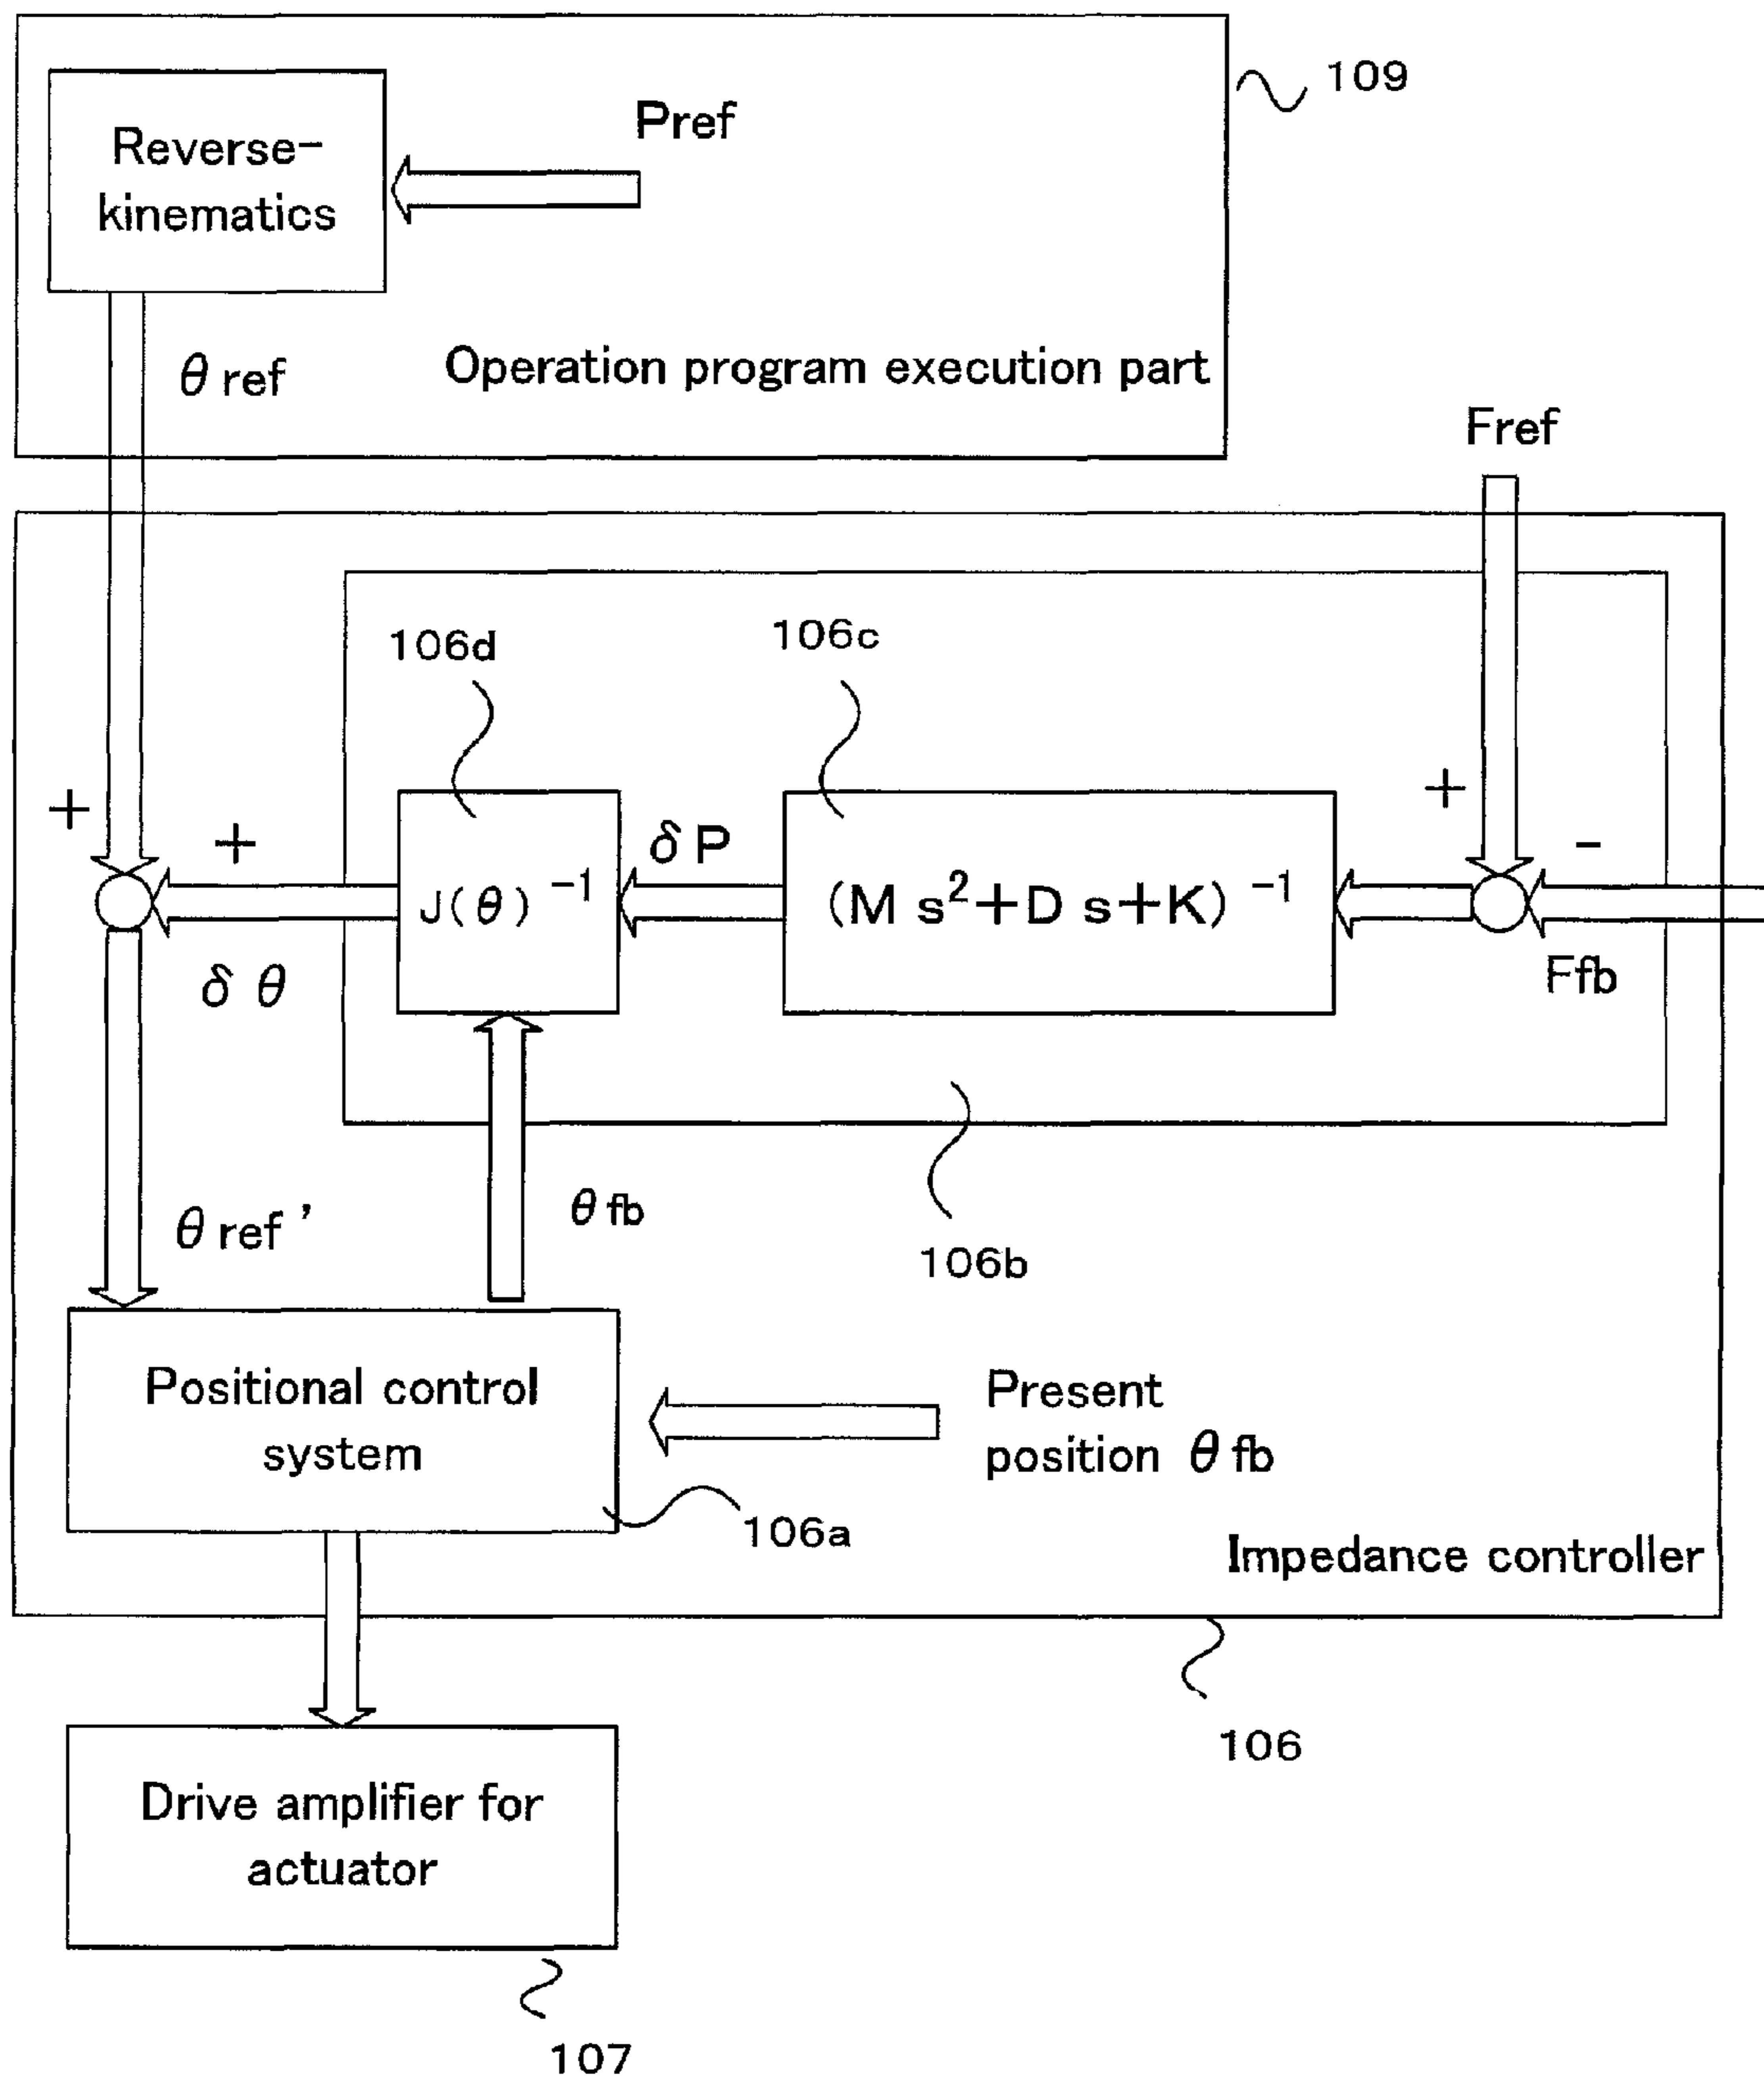 109
Pref
Reverse-
kinematics
θ ref
Operation program execution part
Fref
106d
106c
+
+
δ P
+
-
J(θ)⁻¹
(M s²+D s+K)⁻¹
δ θ
Ffb
θ ref '
θ fb
106b
Positional control
system
Present
position θ fb
106a
Impedance controller
106
Drive amplifier for
actuator
107